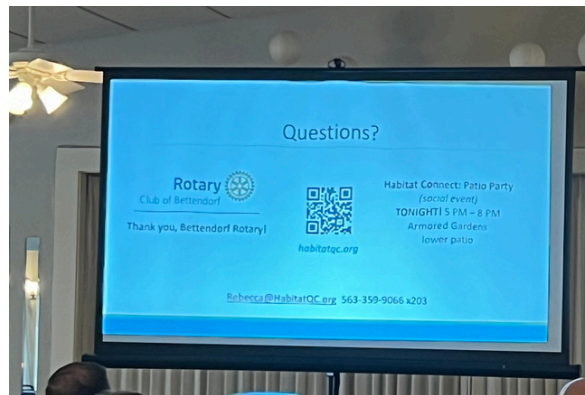 Questions?
Rotary
Club of Bettendorf
Thank you, Bettendorf Rotary!
habitatqc.org
Habitat Connect: Patio Party
(social event)
TONIGHT! 5 PM – 8 PM
Armored Gardens
lower patio
Rebecca@HabitatQC.org 563-359-9066 x203